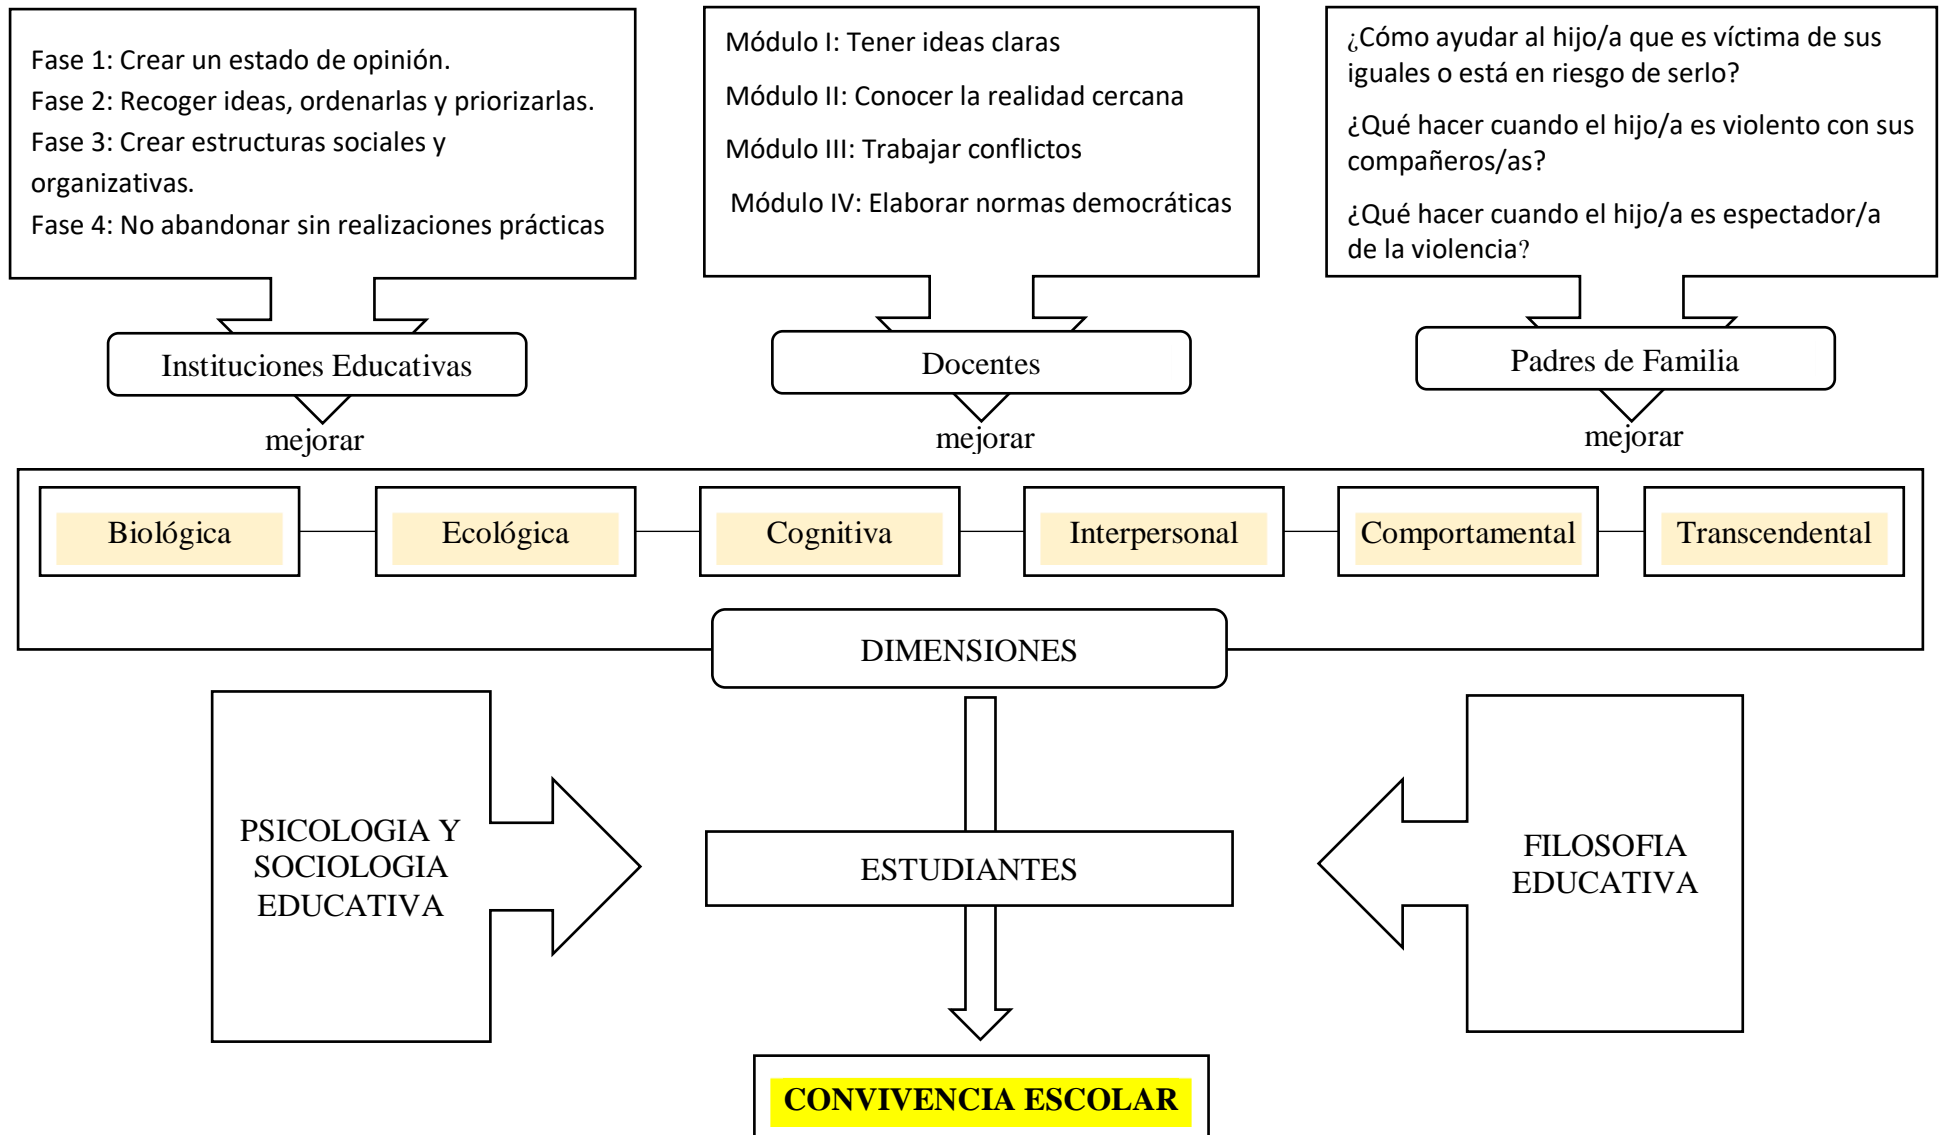 Fase 1: Crear un estado de opinión.
Fase 2: Recoger ideas, ordenarlas y priorizarlas.
Fase 3: Crear estructuras sociales y
organizativas.
Fase 4: No abandonar sin realizaciones prácticas
Módulo I: Tener ideas claras
Módulo II: Conocer la realidad cercana
Módulo III: Trabajar conflictos
Módulo IV: Elaborar normas democráticas
¿Cómo ayudar al hijo/a que es víctima de sus
iguales o está en riesgo de serlo?
¿Qué hacer cuando el hijo/a es violento con sus
compañeros/as?
¿Qué hacer cuando el hijo/a es espectador/a
de la violencia?
Instituciones Educativas
Docentes
Padres de Familia
mejorar
mejorar
mejorar
Biológica
Ecológica
Cognitiva
Interpersonal
Comportamental
Transcendental
DIMENSIONES
PSICOLOGIA Y
SOCIOLOGIA
EDUCATIVA
ESTUDIANTES
FILOSOFIA
EDUCATIVA
CONVIVENCIA ESCOLAR